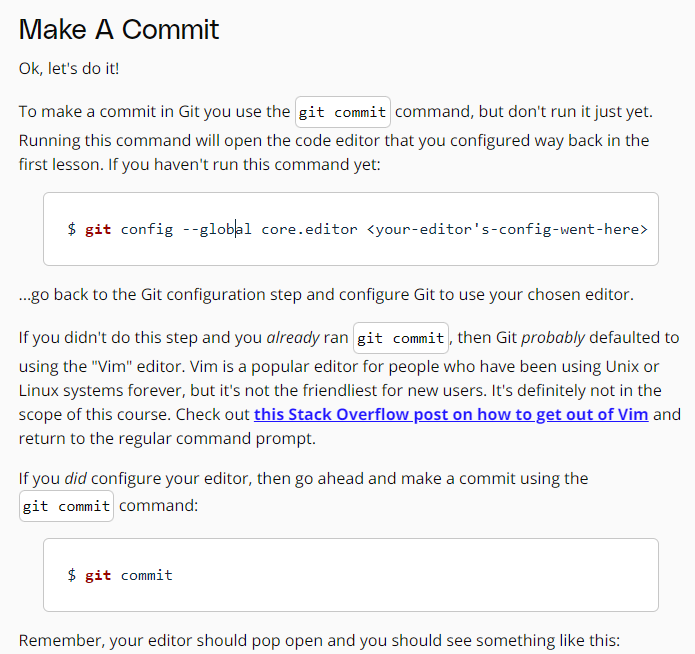 Make A Commit
Ok, let's do it!
To make a commit in Git you use the git commit command, but don't run it just yet.
Running this command will open the code editor that you configured way back in the
first lesson. If you haven't run this command yet:
$ git config --global core.editor <your-editor's-config-went-here>
...go back to the Git configuration step and configure Git to use your chosen editor.
If you didn't do this step and you already ran git commit, then Git probably defaulted to
using the "Vim" editor. Vim is a popular editor for people who have been using Unix or
Linux systems forever, but it's not the friendliest for new users. It's definitely not in the
scope of this course. Check out this Stack Overflow post on how to get out of Vim and
return to the regular command prompt.
If you did configure your editor, then go ahead and make a commit using the
git commit command:
$ git commit
Remember, your editor should pop open and you should see something like this: